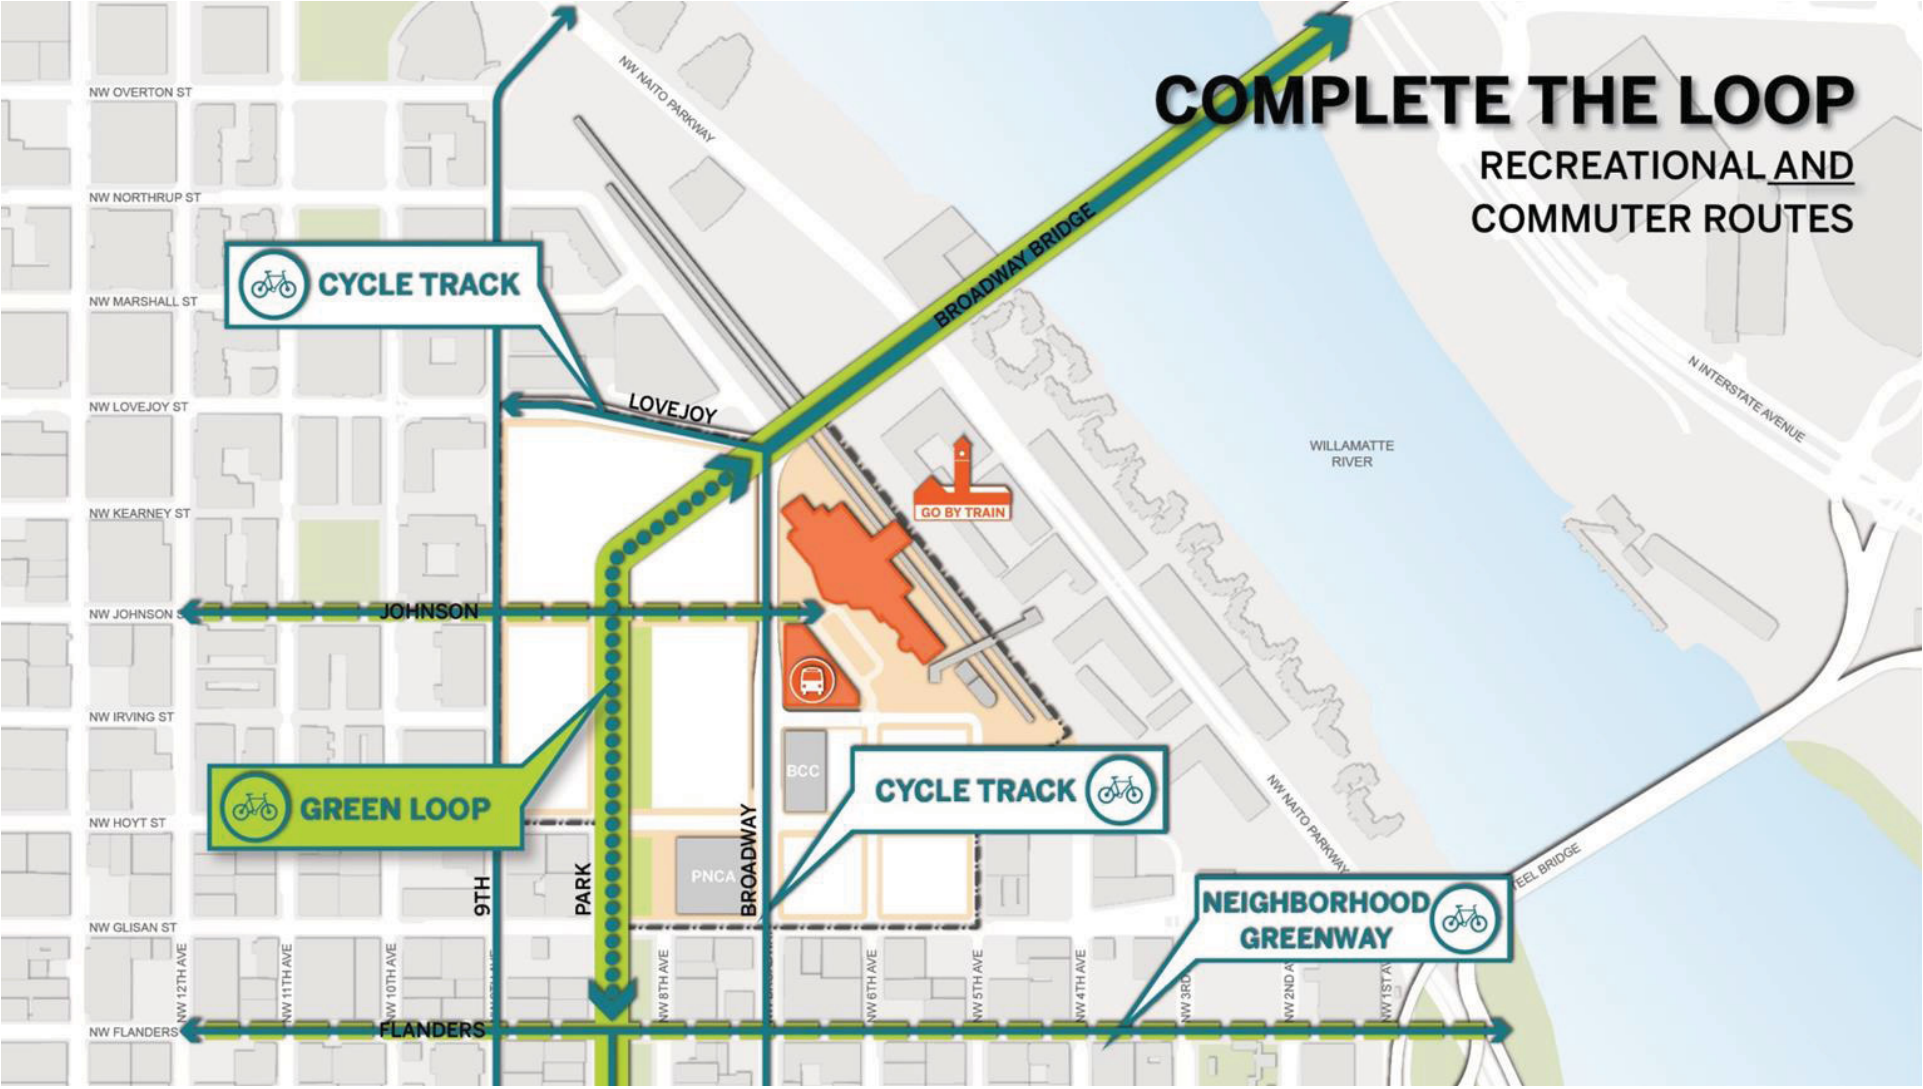 COMPLETE THE LOOP
RECREATIONAL AND
COMMUTER ROUTES
NW OVERTON ST
NW NAITO PARKWAY
NW NORTHRUP ST
BROADWAY BRIDGE
CYCLE TRACK
NW MARSHALL ST
N INTERSTATE AVENUE
NW LOVEJOY ST
LOVEJOY
WILLAMATTE
RIVER
GO BY TRAIN
NW KEARNEY ST
NW JOHNSON S
JOHNSON
NW IRVING ST
BCC
CYCLE TRACK
GREEN LOOP
NW HOYT ST
NW NAITO PARKWAY
TEEL BRIDGE
9TH
PARK
PNCA
BROADWAY
NEIGHBORHOOD
GREENWAY
NW GLISAN ST
NW 12TH AVE
NW 11TH AVE
NW 10TH AVE
NW 8TH AVE
NW 6TH AVE
NW 5TH AVE
NW 4TH AVE
NW 3RD
NW 2ND A
NW 1ST A
NW FLANDERS
FLANDERS